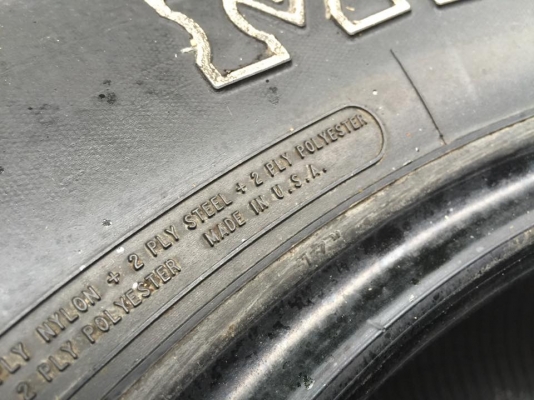 PLY NYLON + 2 PLY STEEL + 2 PLY POLYESTER
2 PLY POLYESTER MADE IN U.S.A.